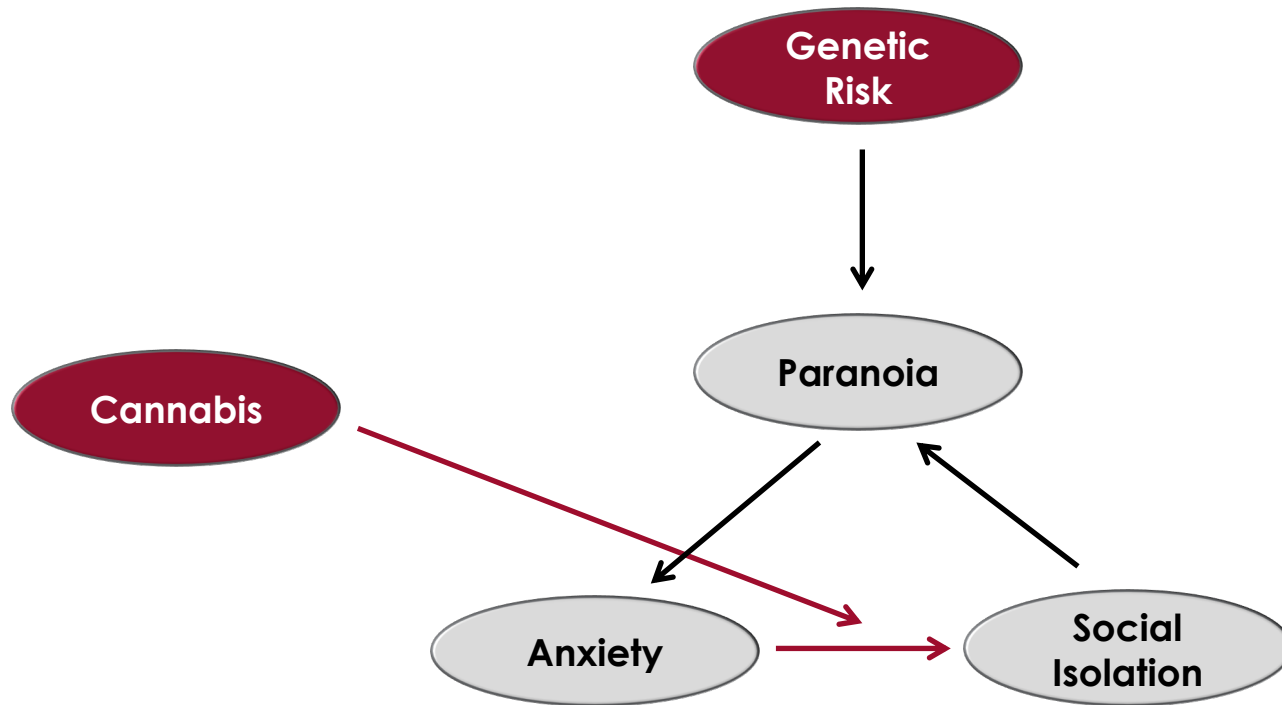 Genetic
Risk
Paranoia
Cannabis
Anxiety
Social
Isolation